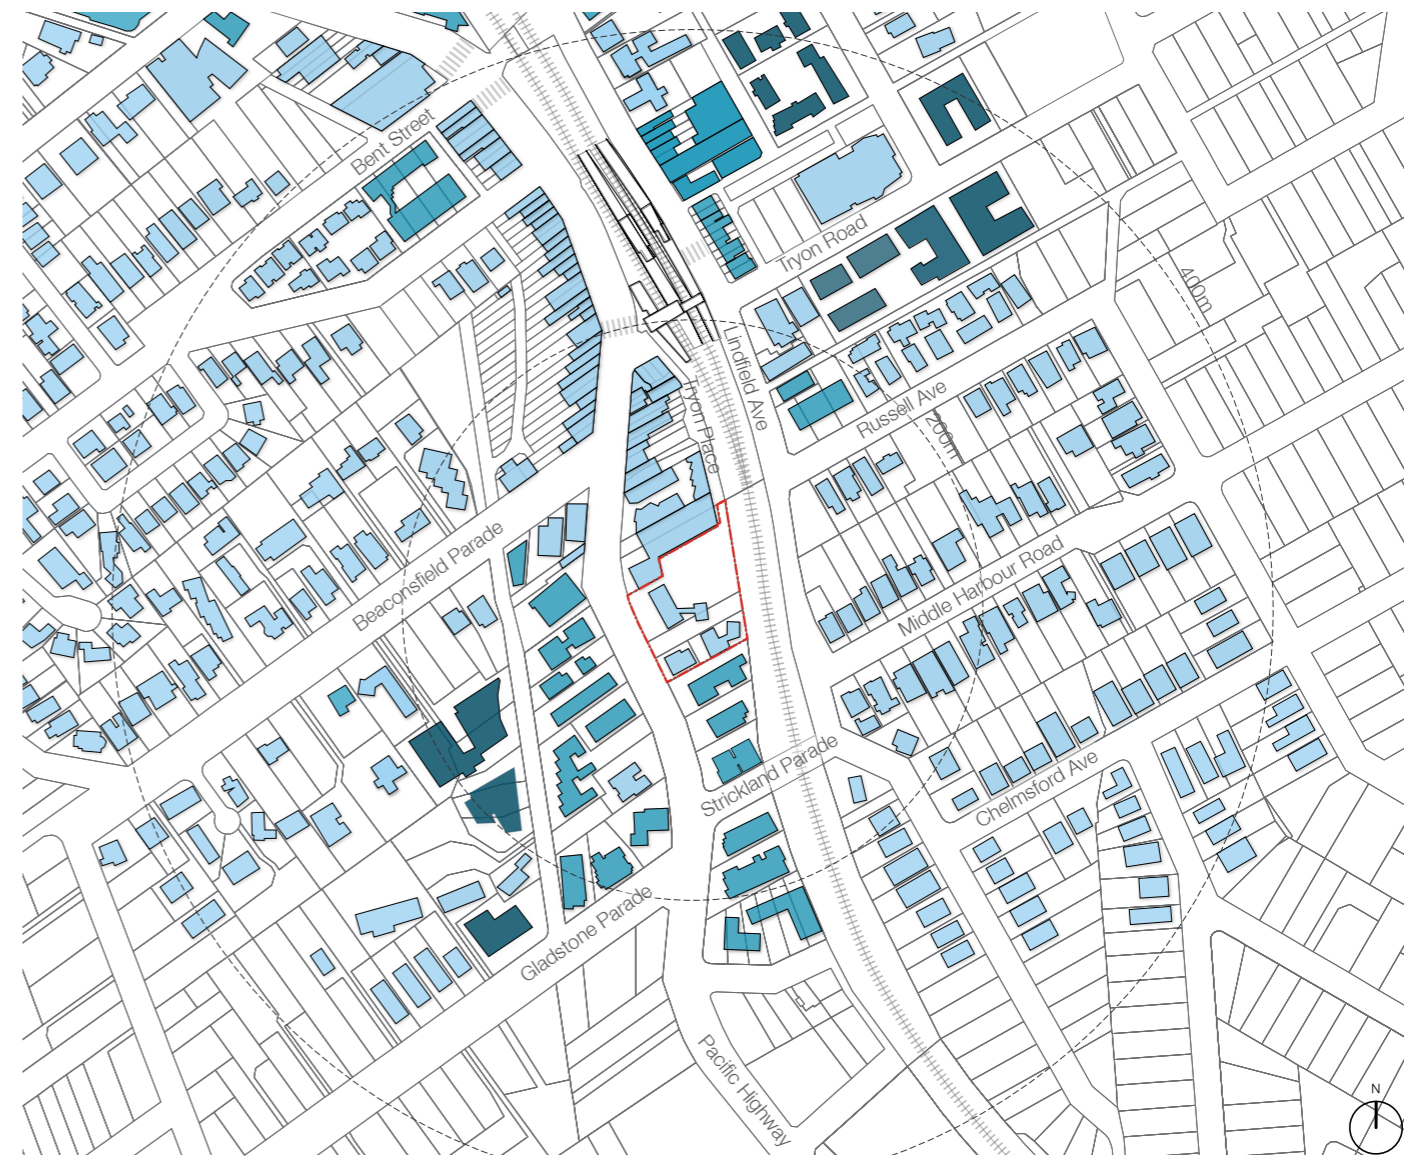 Bent Street
Tryon Road
400m
Lindfield Ave
Tryon Place
Russell Ave
200m
Beaconsfield Parade
Middle Harbour Road
Strickland Parade
Chelmsford Ave
Gladstone Parade
Pacific Highway
N